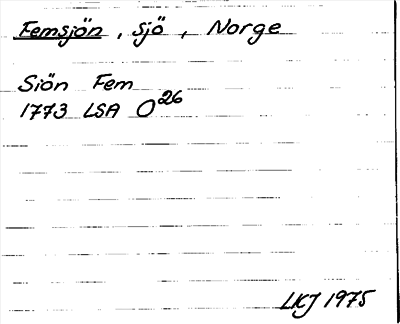 Femsjön, sjö, Norge
Siön Fem
1773 LSA O²⁶
LKJ 1975